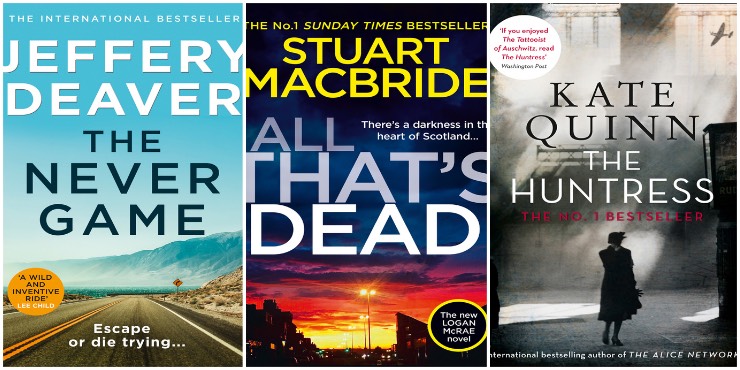 THE INTERNATIONAL BESTSELLER
JEFFERY
DEAVER
THE
NEVER
GAME
'A WILD
AND
INVENTIVE
RIDE'
LEE CHILD
Escape
or die trying...
THE No.1 SUNDAY TIMES BESTSELLER
STUART
MACBRIDE
There's a darkness in th
heart of Scotland...
ALL
THAT'S
DEAD
The new
LOGAN
McRAE
novel
'If you enjoyed
The Tattooist
of Auschwitz, read
The Huntress'
Washington Post
KATE
QUINN
THE
HUNTRESS
THE NO. 1 BESTSELLER
nternational bestselling author of THE ALICE NETWORK